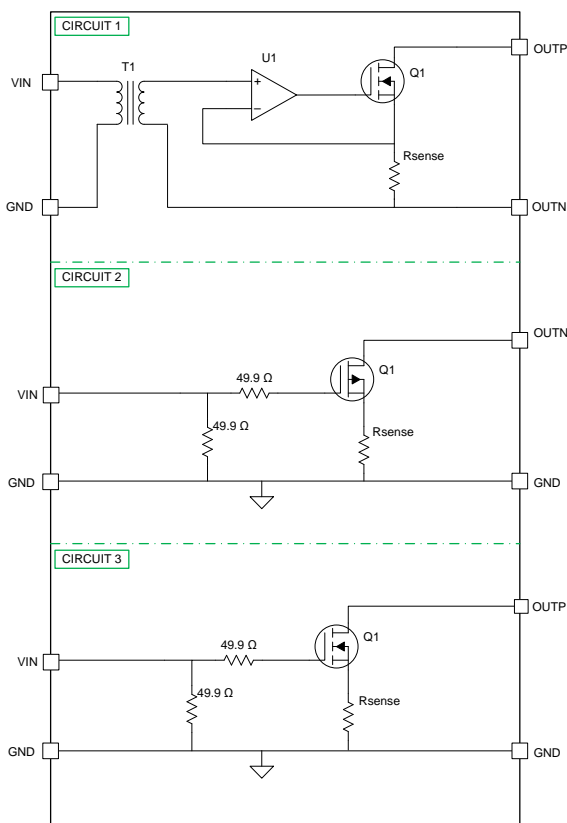 CIRCUIT 1
T1
U1
Q1
OUTP
VIN
+
−
Rsense
GND
OUTN
CIRCUIT 2
OUTN
Q1
49.9 Ω
VIN
49.9 Ω
Rsense
GND
GND
CIRCUIT 3
OUTP
Q1
49.9 Ω
VIN
49.9 Ω
Rsense
GND
GND